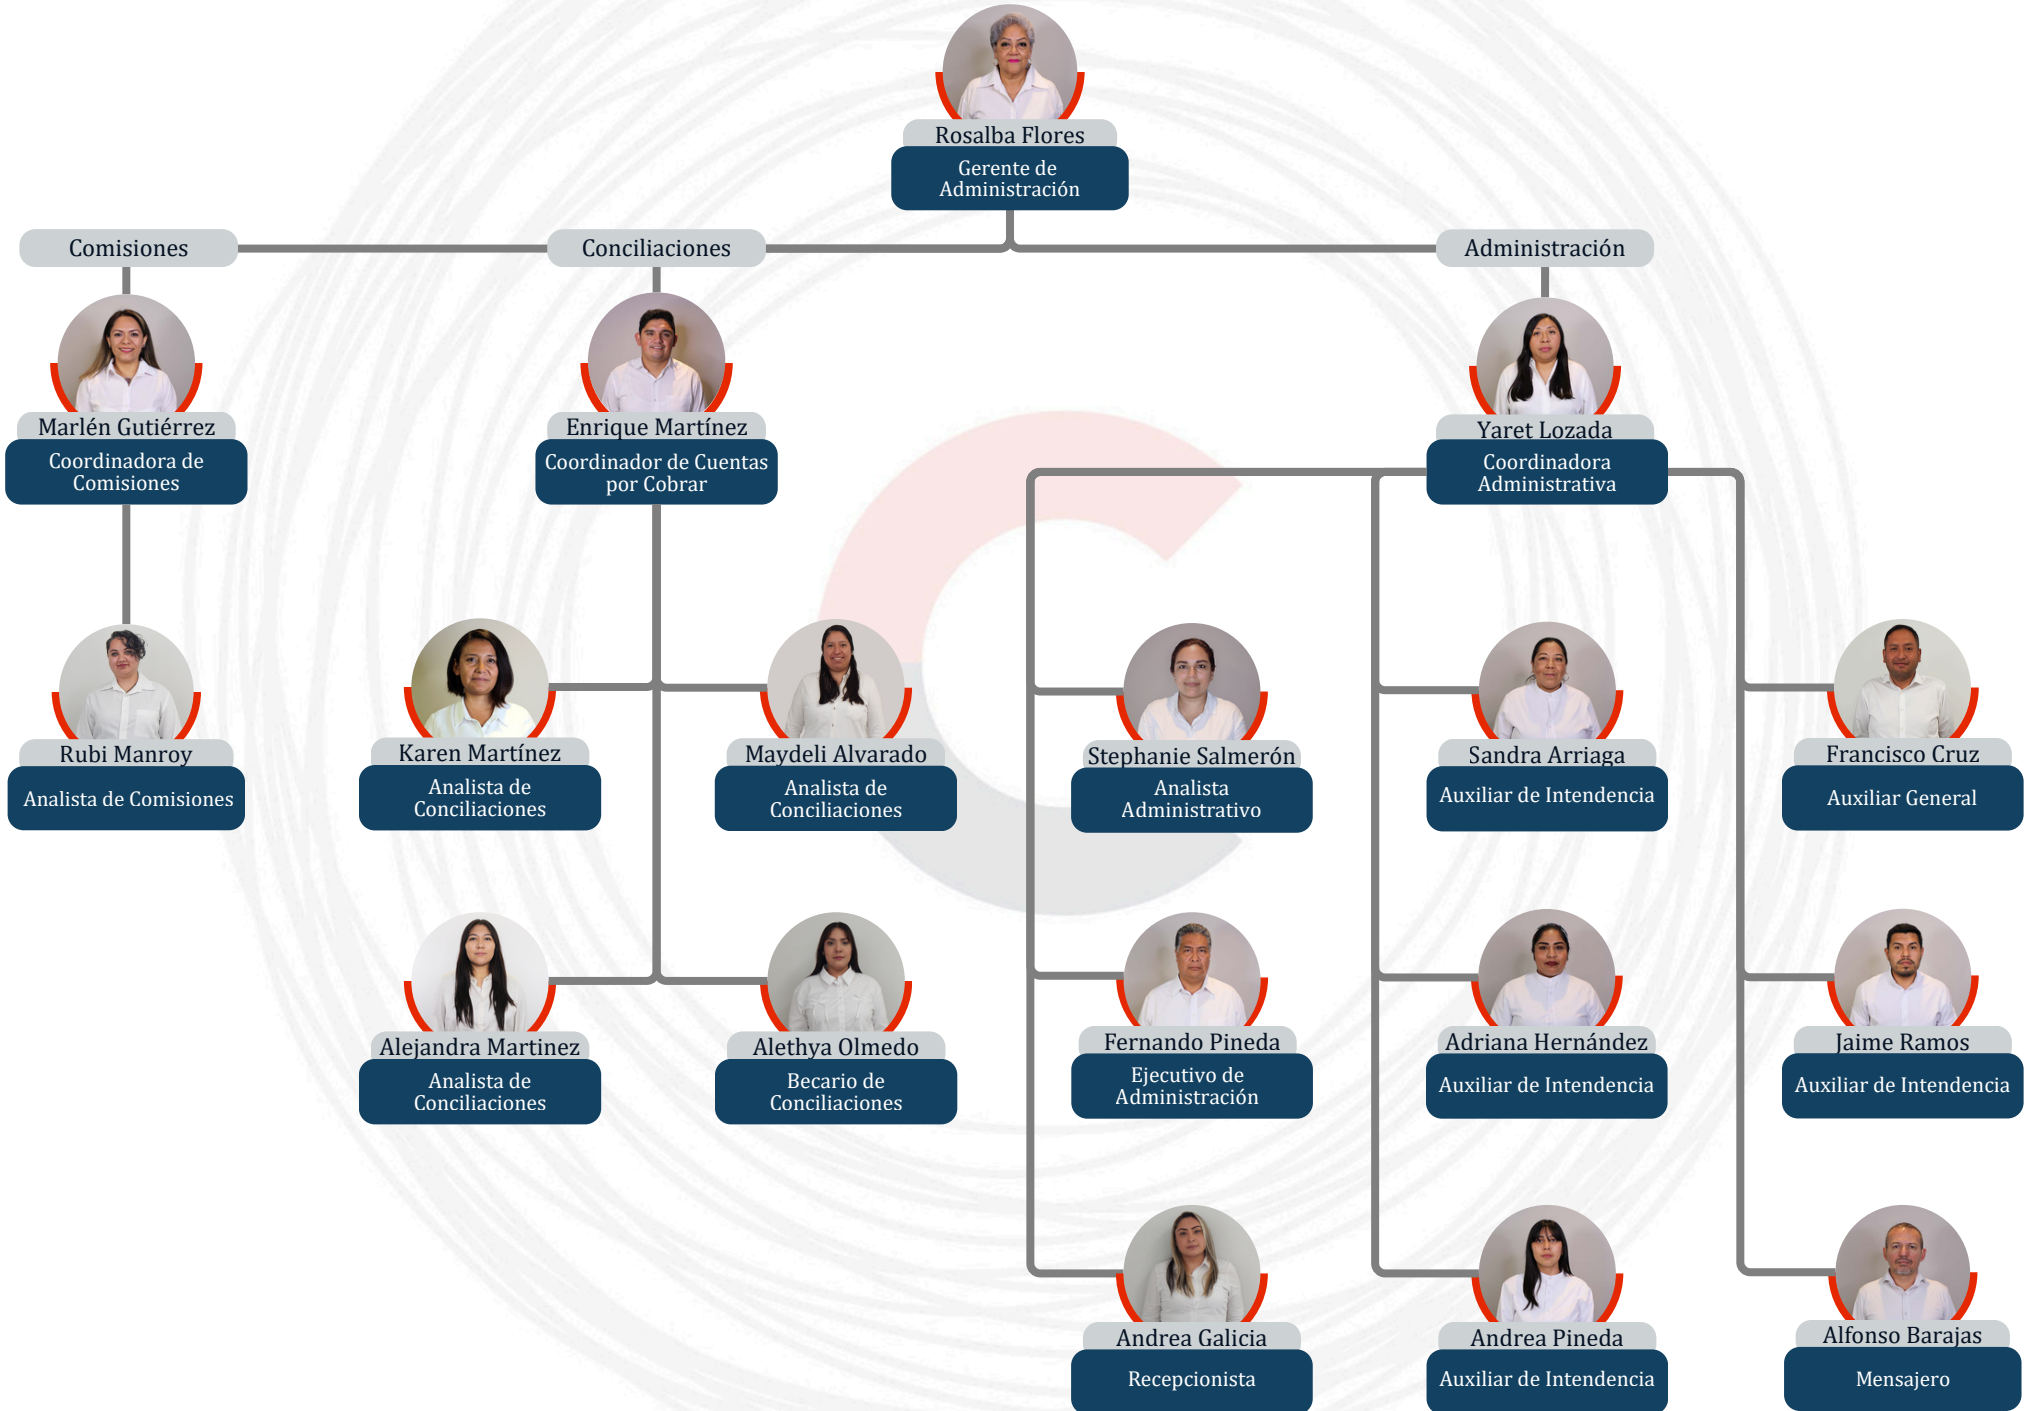 Rosalba Flores
Gerente de
Administración
Comisiones
Conciliaciones
Administración
Marlén Gutiérrez
Coordinadora de
Comisiones
Enrique Martínez
Coordinador de Cuentas
por Cobrar
Yaret Lozada
Coordinadora
Administrativa
Rubi Manroy
Analista de Comisiones
Karen Martínez
Analista de
Conciliaciones
Maydeli Alvarado
Analista de
Conciliaciones
Stephanie Salmerón
Analista
Administrativo
Sandra Arriaga
Auxiliar de Intendencia
Francisco Cruz
Auxiliar General
Alejandra Martinez
Analista de
Conciliaciones
Alethya Olmedo
Becario de
Conciliaciones
Fernando Pineda
Ejecutivo de
Administración
Adriana Hernández
Auxiliar de Intendencia
Jaime Ramos
Auxiliar de Intendencia
Andrea Galicia
Recepcionista
Andrea Pineda
Auxiliar de Intendencia
Alfonso Barajas
Mensajero